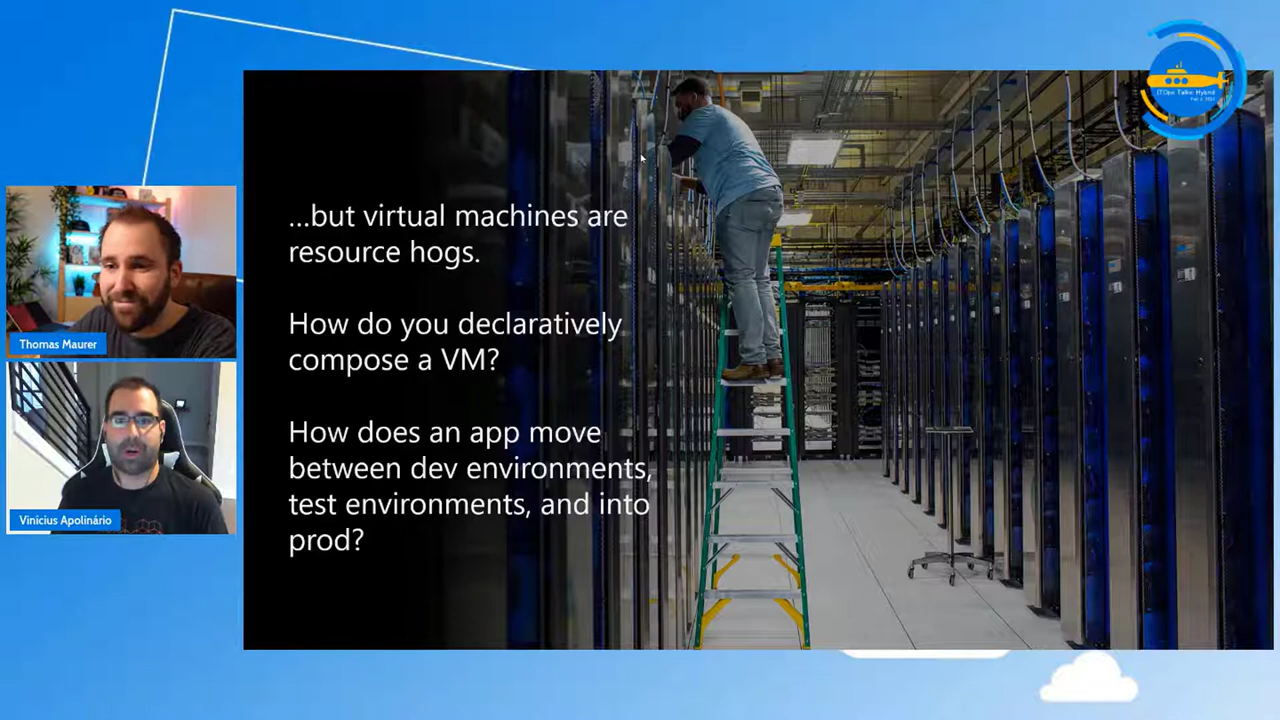 ITOps Talks: Hybrid
…but virtual machines are
resource hogs.
How do you declaratively
compose a VM?
How does an app move
between dev environments,
test environments, and into
prod?
Thomas Maurer
Vinícius Apolinário